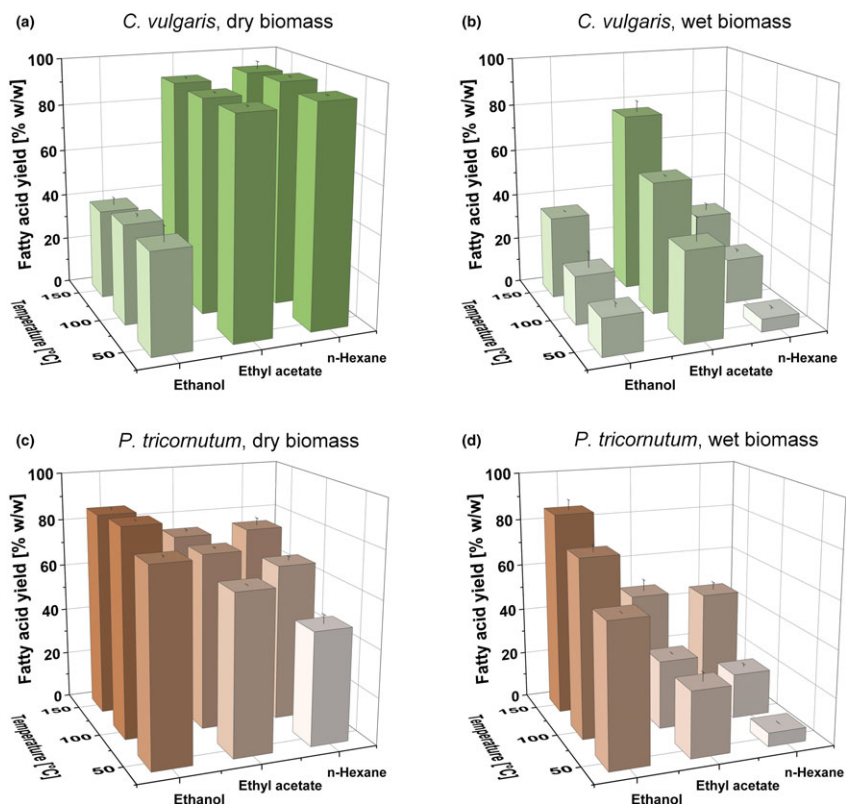 (a) C. vulgaris, dry biomass
Fatty acid yield [% w/w]
100
80
60
40
20
0
150
100
50
Temperature [°C]
Ethanol
Ethyl acetate
n-Hexane
(b) C. vulgaris, wet biomass
Fatty acid yield [% w/w]
100
80
60
40
20
0
150
100
50
Temperature [°C]
Ethanol
Ethyl acetate
n-Hexane
(c) P. tricornutum, dry biomass
Fatty acid yield [% w/w]
100
80
60
40
20
0
150
100
50
Temperature [°C]
Ethanol
Ethyl acetate
n-Hexane
(d) P. tricornutum, wet biomass
Fatty acid yield [% w/w]
100
80
60
40
20
0
150
100
50
Temperature [°C]
Ethanol
Ethyl acetate
n-Hexane